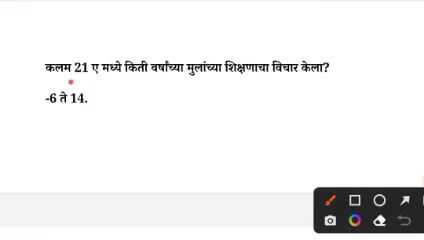 कलम 21 ए मध्ये किती वर्षांच्या मुलांच्या शिक्षणाचा विचार केला?
-6 ते 14.